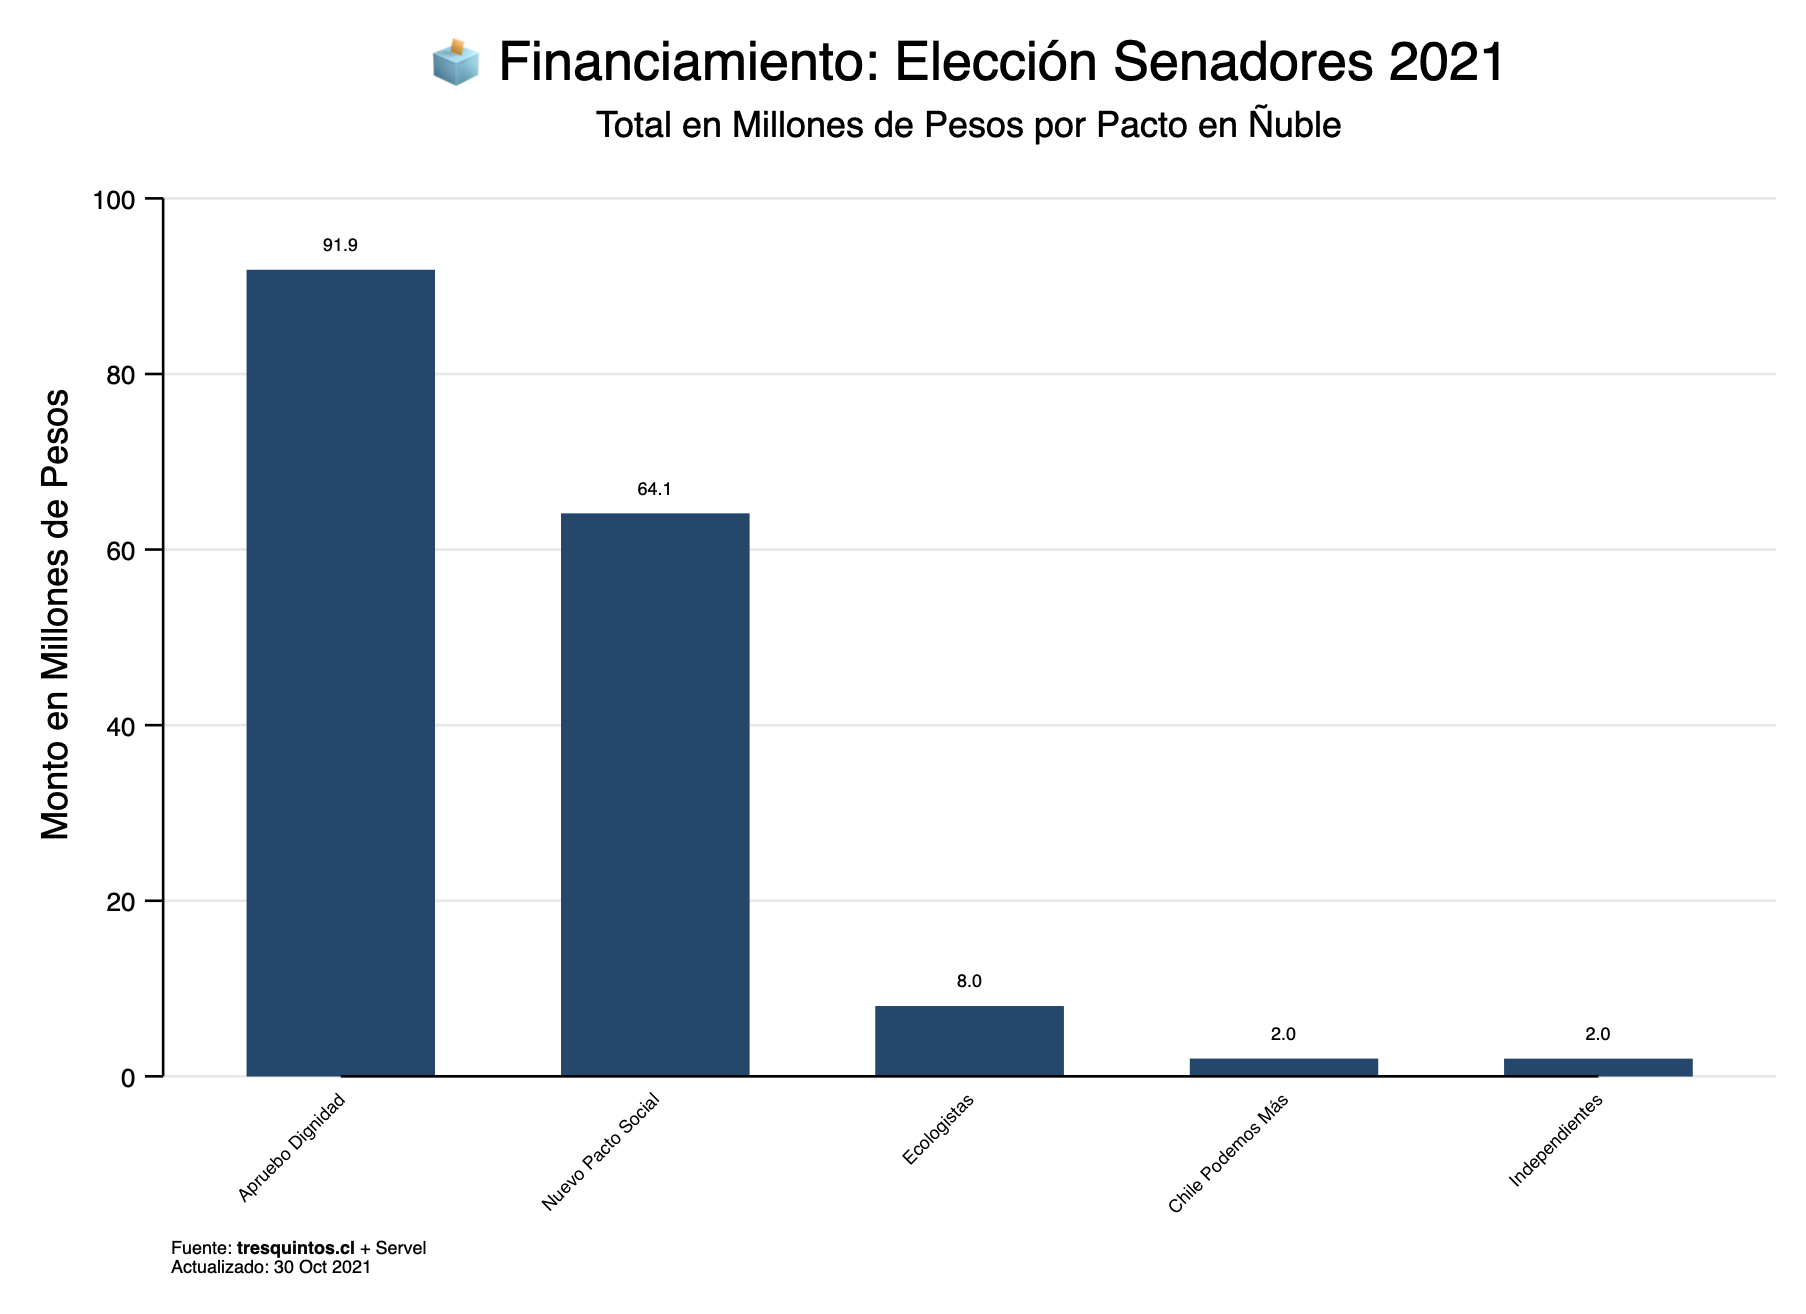 Financiamiento: Elección Senadores 2021
Total en Millones de Pesos por Pacto en Ñuble
Monto en Millones de Pesos
100
80
60
40
20
0
91.9
64.1
8.0
2.0
2.0
Apruebo Dignidad
Nuevo Pacto Social
Ecologistas
Chile Podemos Más
Independientes
Fuente: tresquintos.cl + Servel
Actualizado: 30 Oct 2021